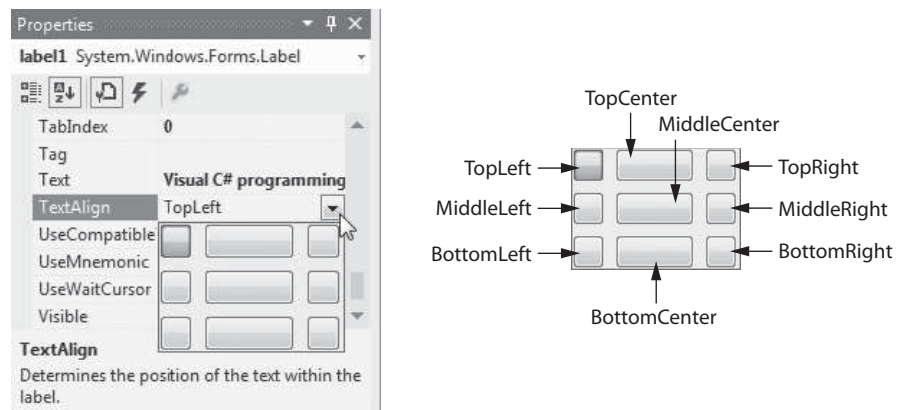 Properties
label1 System.Windows.Forms.Label
TabIndex 0
Tag
Text Visual C# programming
TextAlign TopLeft
UseCompatible
UseMnemonic
UseWaitCursor
Visible
TextAlign
Determines the position of the text within the
label.
TopCenter
MiddleCenter
TopLeft
TopRight
MiddleLeft
MiddleRight
BottomLeft
BottomRight
BottomCenter